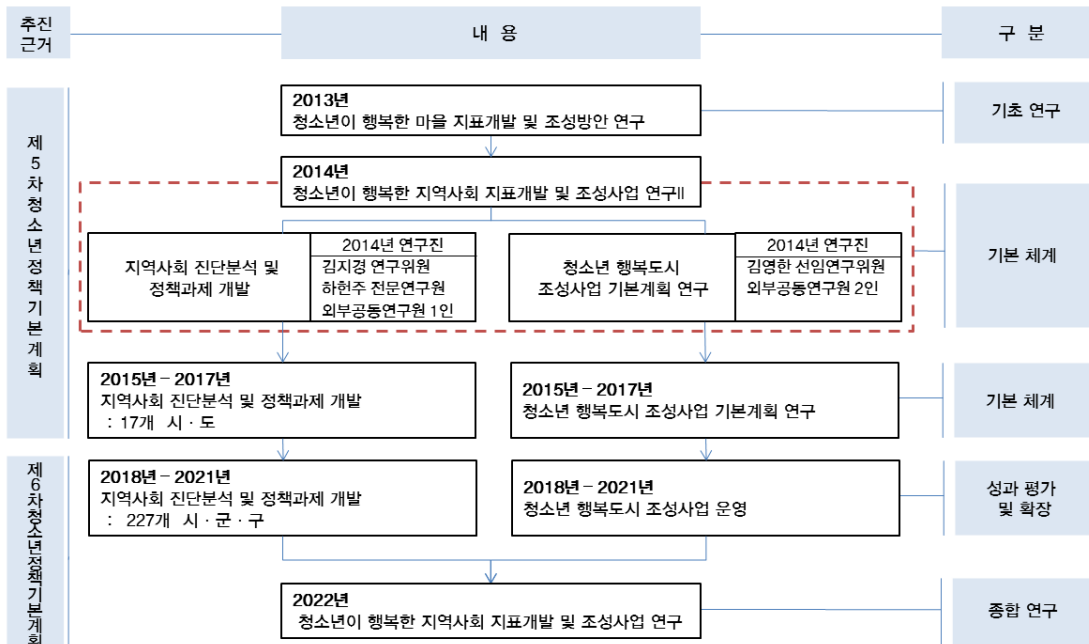 추진
근거
내 용
구 분
제5차청소년정책기본계획
2013년
청소년이 행복한 마을 지표개발 및 조성방안 연구
기초 연구
2014년
청소년이 행복한 지역사회 지표개발 및 조성사업 연구II
지역사회 진단분석 및
정책과제 개발
2014년 연구진
김지경 연구위원
하헌주 전문연구원
외부공동연구원 1인
청소년 행복도시
조성사업 기본계획 연구
2014년 연구진
김영한 선임연구위원
외부공동연구원 2인
기본 체계
2015년 – 2017년
지역사회 진단분석 및 정책과제 개발
: 17개 시 · 도
2015년 – 2017년
청소년 행복도시 조성사업 기본계획 연구
기본 체계
제6차청소년정책기본계획
2018년 – 2021년
지역사회 진단분석 및 정책과제 개발
: 227개 시 · 군 · 구
2018년 – 2021년
청소년 행복도시 조성사업 운영
성과 평가
및 확장
2022년
청소년이 행복한 지역사회 지표개발 및 조성사업 연구
종합 연구